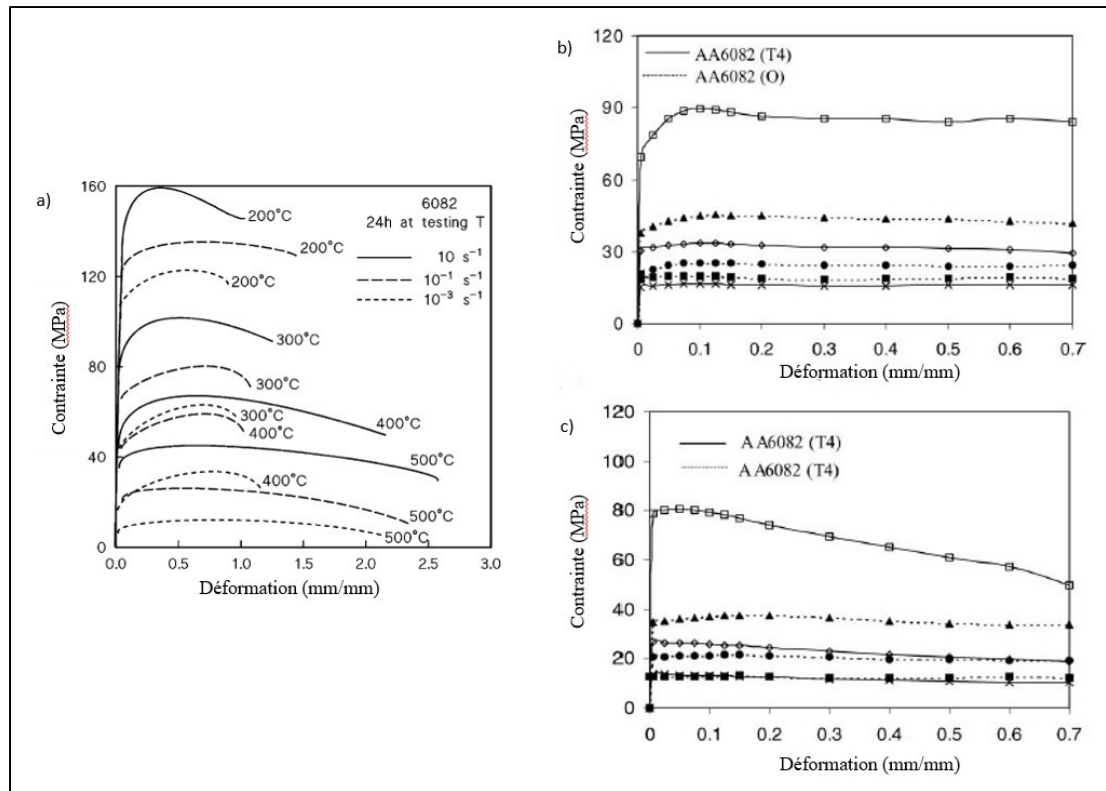 a)
Contrainte (MPa)
160
120
80
40
0
0.0 0.5 1.0 1.5 2.0 2.5 3.0
Déformation (mm/mm)
6082
24h at testing T
10 s⁻¹
10⁻¹ s⁻¹
10⁻³ s⁻¹
200°C
200°C
200°C
300°C
300°C
300°C
400°C
400°C
500°C
400°C
500°C
500°C
b)
Contrainte (MPa)
120
90
60
30
0
AA6082 (T4)
AA6082 (O)
0 0.1 0.2 0.3 0.4 0.5 0.6 0.7
Déformation (mm/mm)
c)
Contrainte (MPa)
120
100
80
60
40
20
0
AA6082 (T4)
AA6082 (T4)
0 0.1 0.2 0.3 0.4 0.5 0.6 0.7
Déformation (mm/mm)